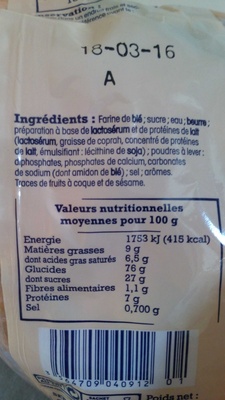 18-03-16
A
Ingrédients : Farine de blé ; sucre ; eau ; beurre ;
préparation à base de lactosérum et de protéines de lait
(lactosérum, graisse de coprah, concentré de protéines
de lait, émulsifiant : lécithine de soja) ; poudres à lever :
diphosphates, phosphates de calcium, carbonates
de sodium (dont amidon de blé) ; sel ; arômes.
Traces de fruits à coque et de sésame.
Valeurs nutritionnelles
moyennes pour 100 g
Energie 1753 kJ (415 kcal)
Matières grasses 9 g
dont acides gras saturés 6,5 g
Glucides 76 g
dont sucres 27 g
Fibres alimentaires 1,1 g
Protéines 7 g
Sel 0,700 g
4709 040912
Poids net :